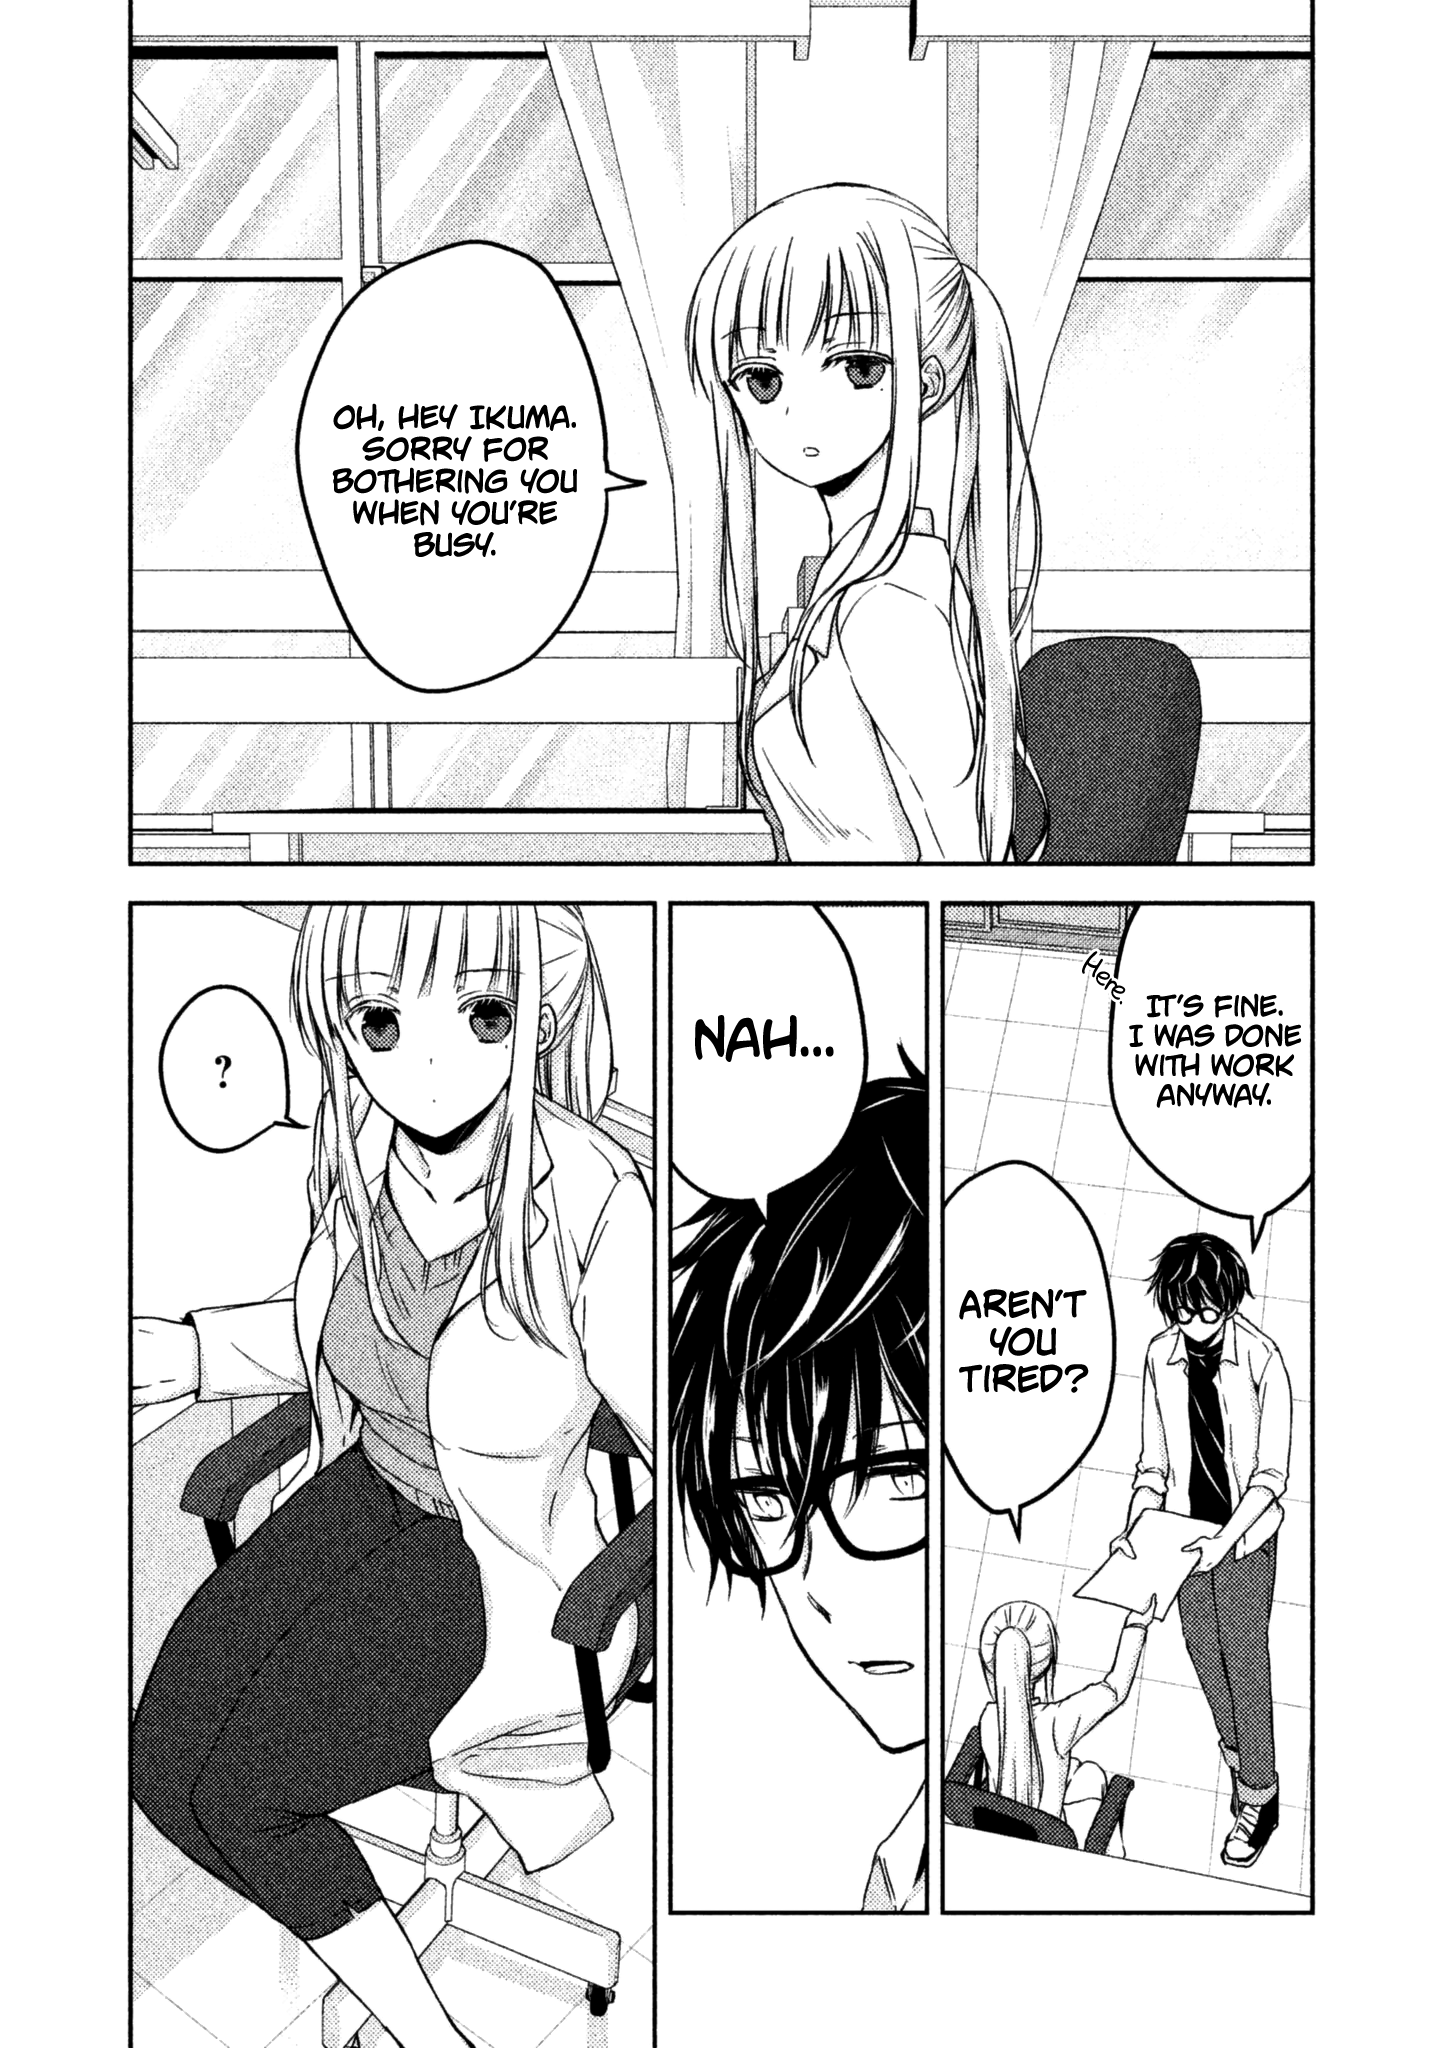 OH, HEY IKUMA.
SORRY FOR
BOTHERING YOU
WHEN YOU'RE
BUSY.
IT'S FINE.
I WAS DONE
WITH WORK
ANYWAY.
Here.
AREN'T
YOU
TIRED?
NAH...
?